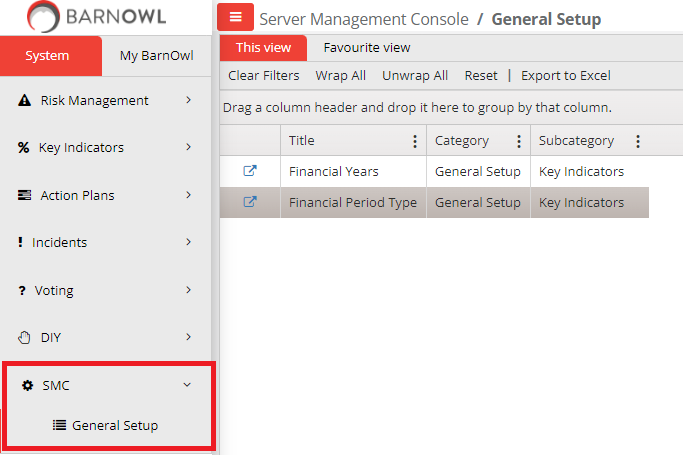 BARNOWL
System
My BarnOwl
Risk Management
Key Indicators
Action Plans
Incidents
Voting
DIY
SMC
General Setup
Server Management Console / General Setup
This view
Favourite view
Clear Filters Wrap All Unwrap All Reset | Export to Excel
Drag a column header and drop it here to group by that column.
Title Category Subcategory
Financial Years General Setup Key Indicators
Financial Period Type General Setup Key Indicators